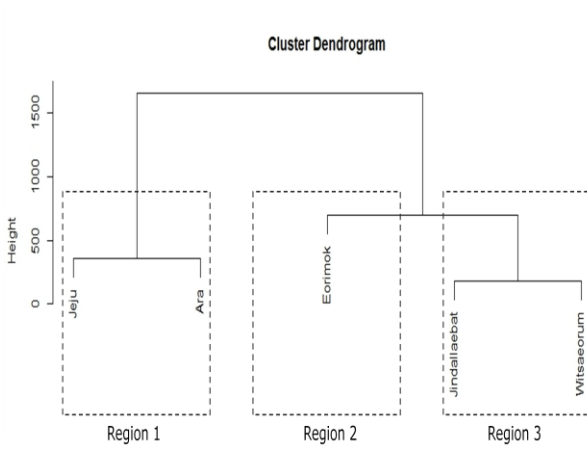 Cluster Dendrogram
Height
1500
1000
500
0
Jeju
Ara
Eorimok
Jindallaebat
Witsaeorum
Region 1
Region 2
Region 3